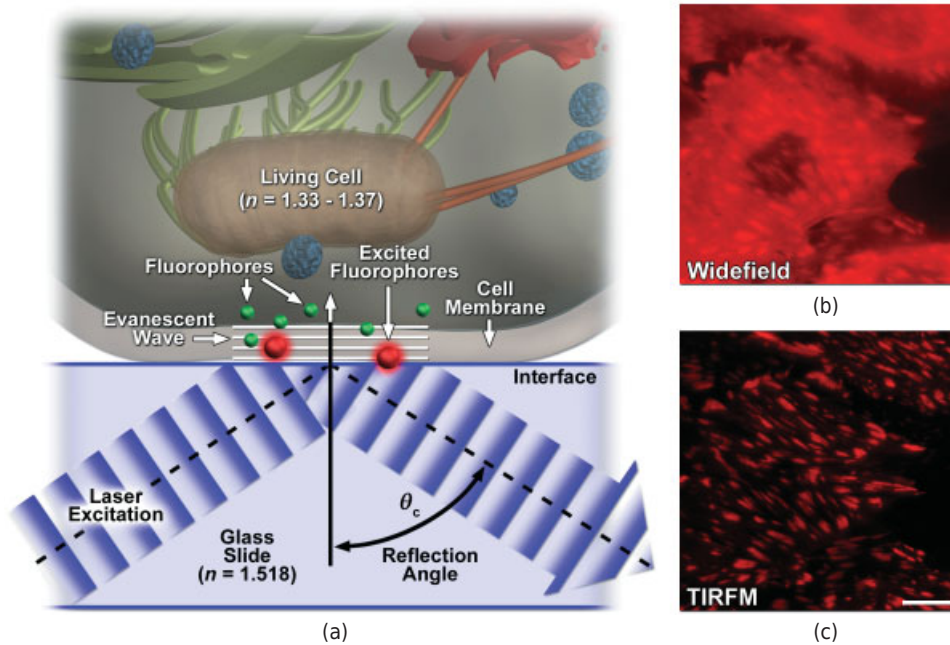 Living Cell
(n = 1.33 - 1.37)
Fluorophores
Excited
Fluorophores
Cell
Membrane
Evanescent
Wave
Interface
Laser
Excitation
θc
Glass
Slide
(n = 1.518)
Reflection
Angle
(a)
Widefield
(b)
TIRFM
(c)